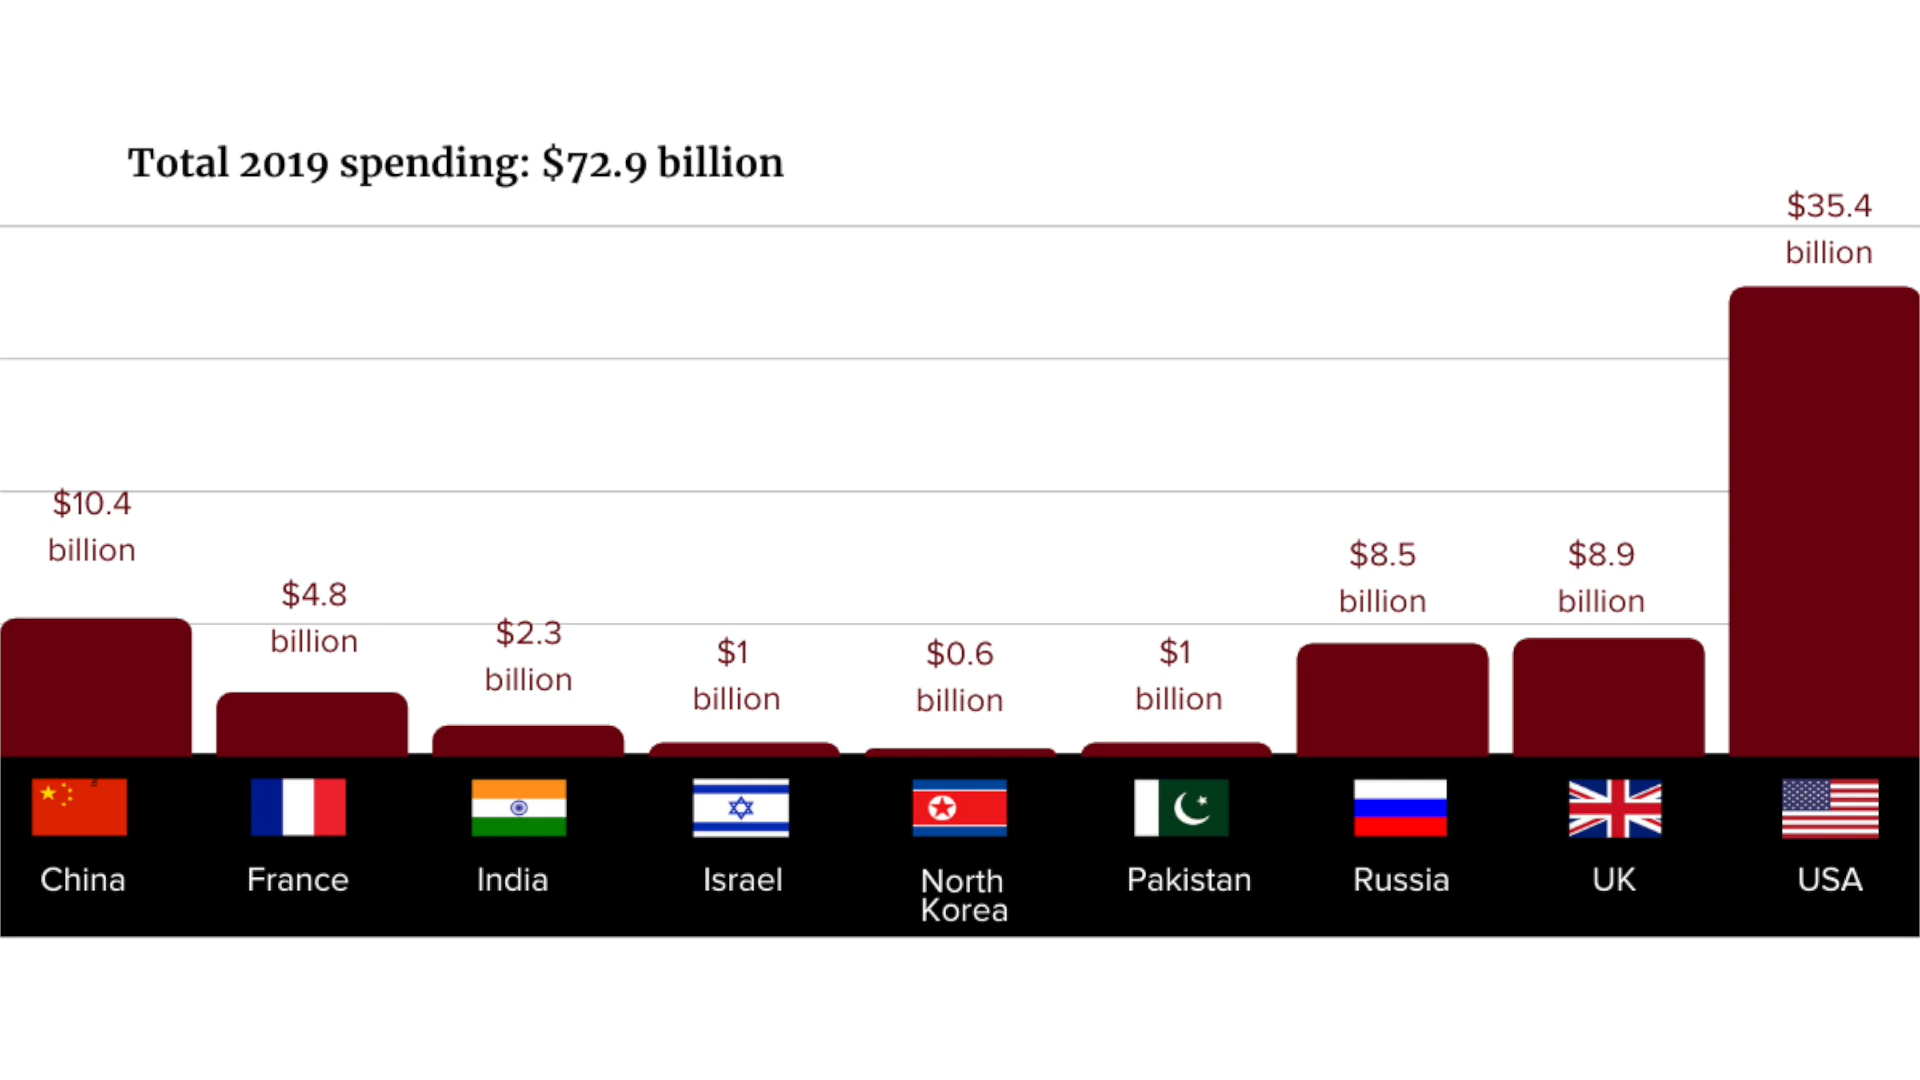 Total 2019 spending: $72.9 billion
$35.4
billion
$10.4
billion
$4.8
billion
$2.3
billion
$1
billion
$0.6
billion
$1
billion
$8.5
billion
$8.9
billion
China
France
India
Israel
North
Korea
Pakistan
Russia
UK
USA